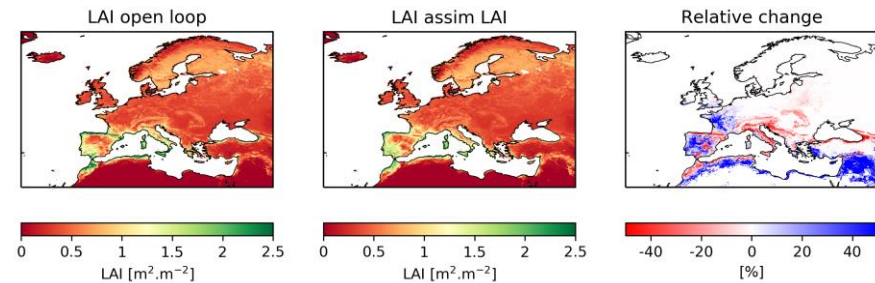 LAI open loop
LAI assim LAI
Relative change
0 0.5 1 1.5 2 2.5
LAI [m².m⁻²]
0 0.5 1 1.5 2 2.5
LAI [m².m⁻²]
-40 -20 0 20 40
[%]